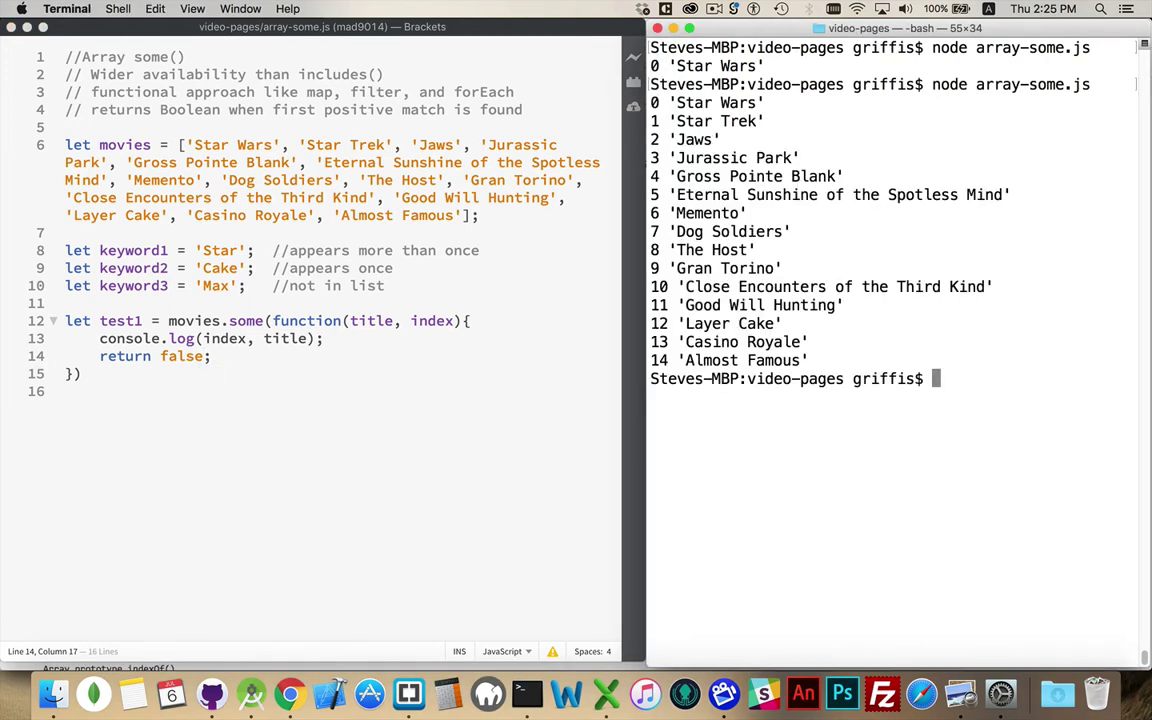 Terminal Shell Edit View Window Help
100% A Thu 2:25 PM
video-pages/array-some.js (mad9014) — Brackets
1 //Array some()
2 // Wider availability than includes()
3 // functional approach like map, filter, and forEach
4 // returns Boolean when first positive match is found
5
6 let movies = ['Star Wars', 'Star Trek', 'Jaws', 'Jurassic
Park', 'Gross Pointe Blank', 'Eternal Sunshine of the Spotless
Mind', 'Memento', 'Dog Soldiers', 'The Host', 'Gran Torino',
'Close Encounters of the Third Kind', 'Good Will Hunting',
'Layer Cake', 'Casino Royale', 'Almost Famous'];
7
8 let keyword1 = 'Star'; //appears more than once
9 let keyword2 = 'Cake'; //appears once
10 let keyword3 = 'Max'; //not in list
11
12 let test1 = movies.some(function(title, index){
13 console.log(index, title);
14 return false;
15 })
16
Line 14, Column 17 — 16 Lines
INS JavaScript Spaces: 4
Array.prototype.indexOf()
video-pages — -bash — 55×34
Steves-MBP:video-pages griffis$ node array-some.js
0 'Star Wars'
Steves-MBP:video-pages griffis$ node array-some.js
0 'Star Wars'
1 'Star Trek'
2 'Jaws'
3 'Jurassic Park'
4 'Gross Pointe Blank'
5 'Eternal Sunshine of the Spotless Mind'
6 'Memento'
7 'Dog Soldiers'
8 'The Host'
9 'Gran Torino'
10 'Close Encounters of the Third Kind'
11 'Good Will Hunting'
12 'Layer Cake'
13 'Casino Royale'
14 'Almost Famous'
Steves-MBP:video-pages griffis$
6
An Ps FZ